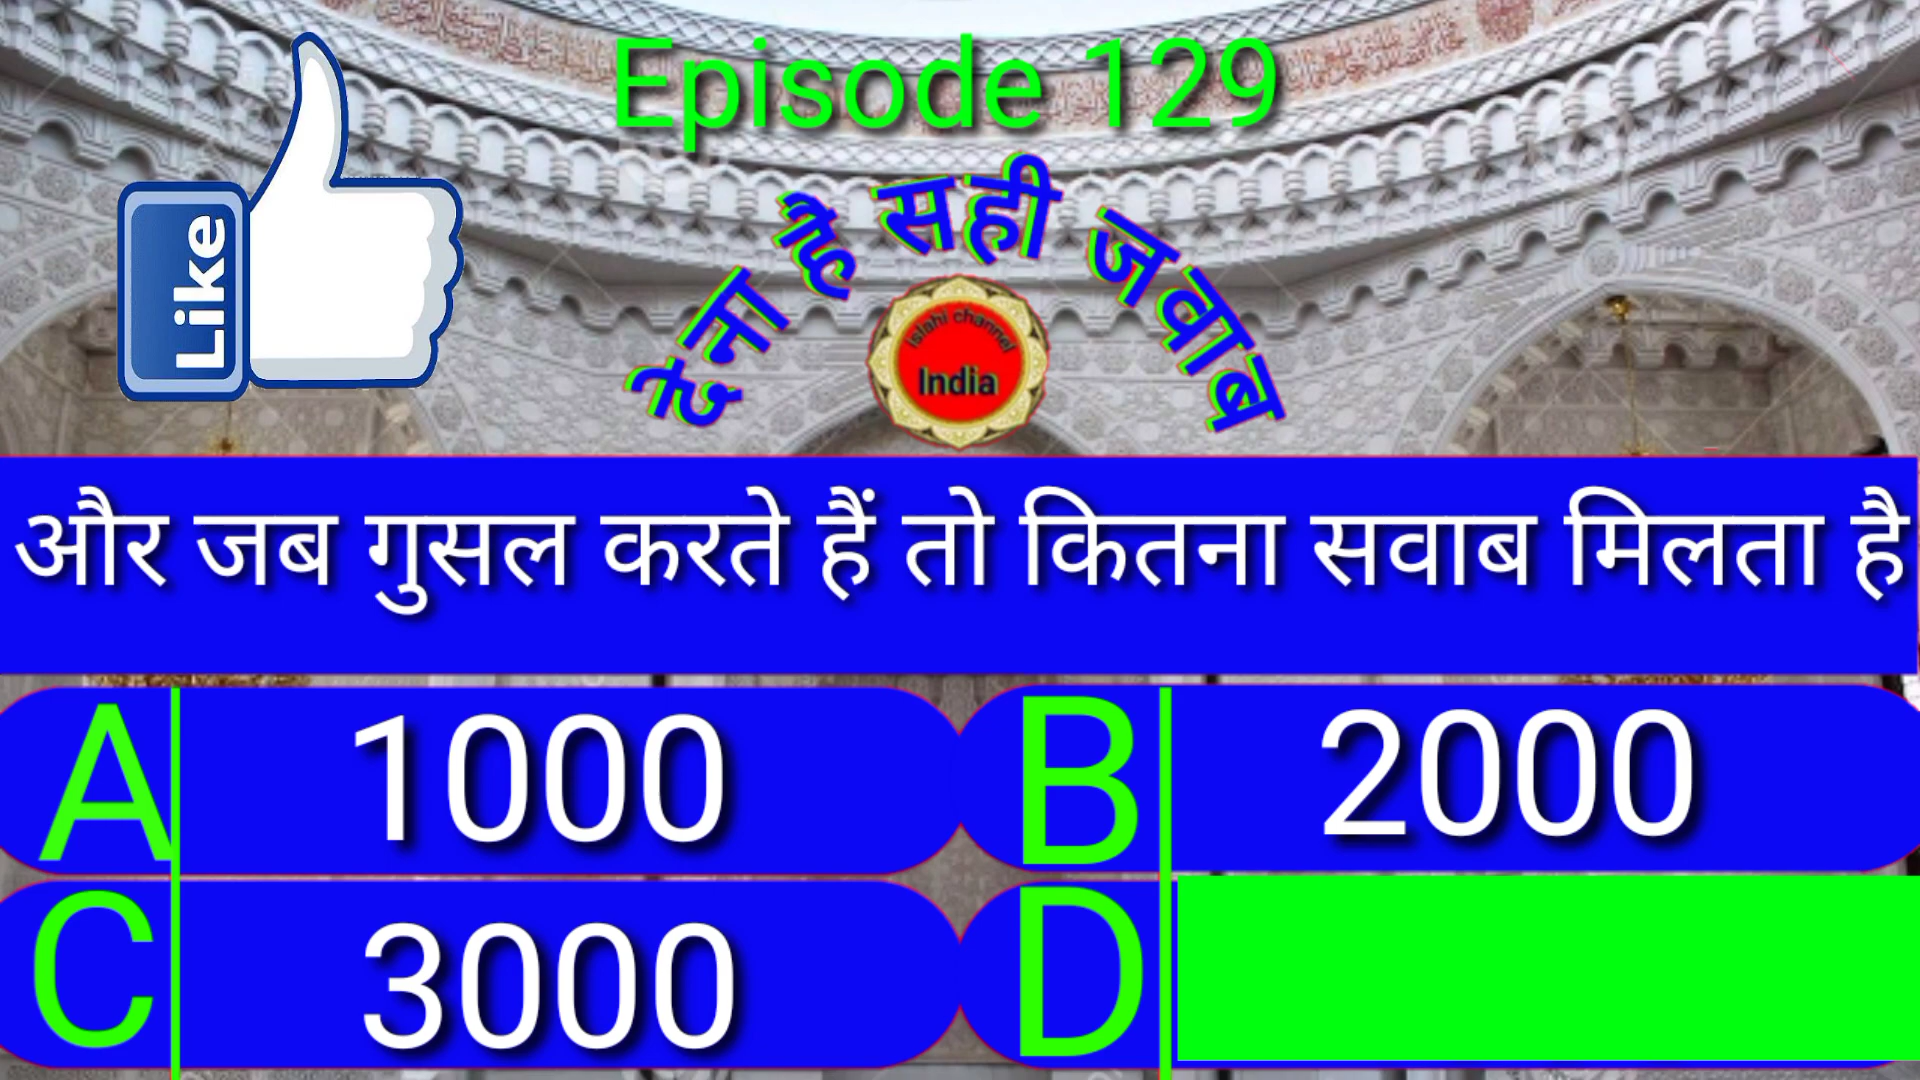 Episode 129
Like
दूना है सही जवाब
islahi channel
India
और जब गुसल करते हैं तो कितना सवाब मिलता है
A 1000
B 2000
C 3000
D